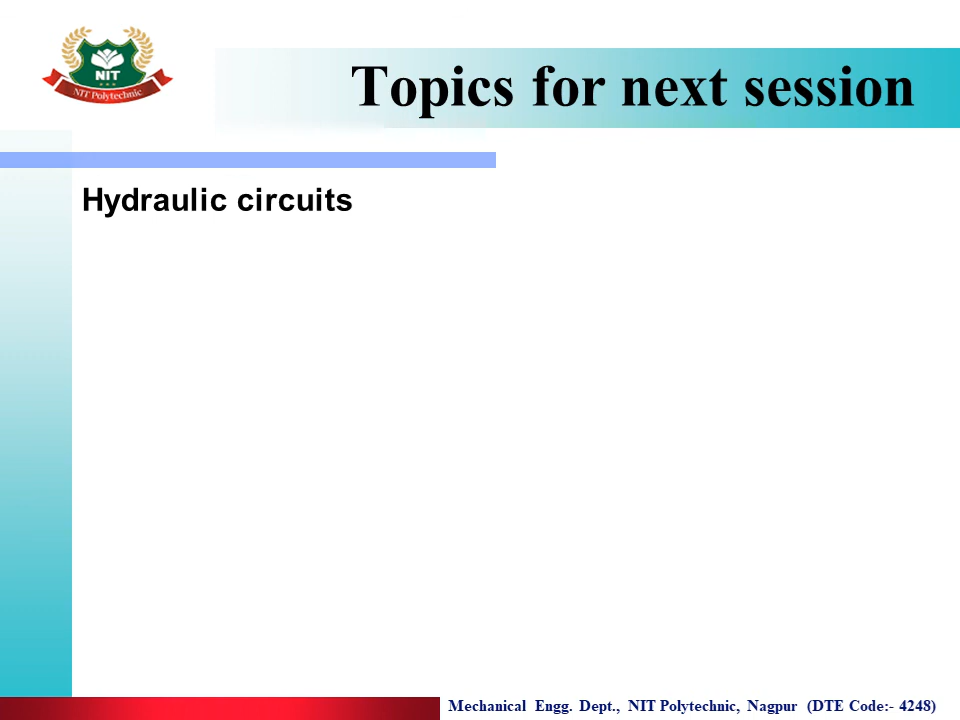 NIT
NIT Polytechnic
Topics for next session
Hydraulic circuits
Mechanical Engg. Dept., NIT Polytechnic, Nagpur (DTE Code:- 4248)